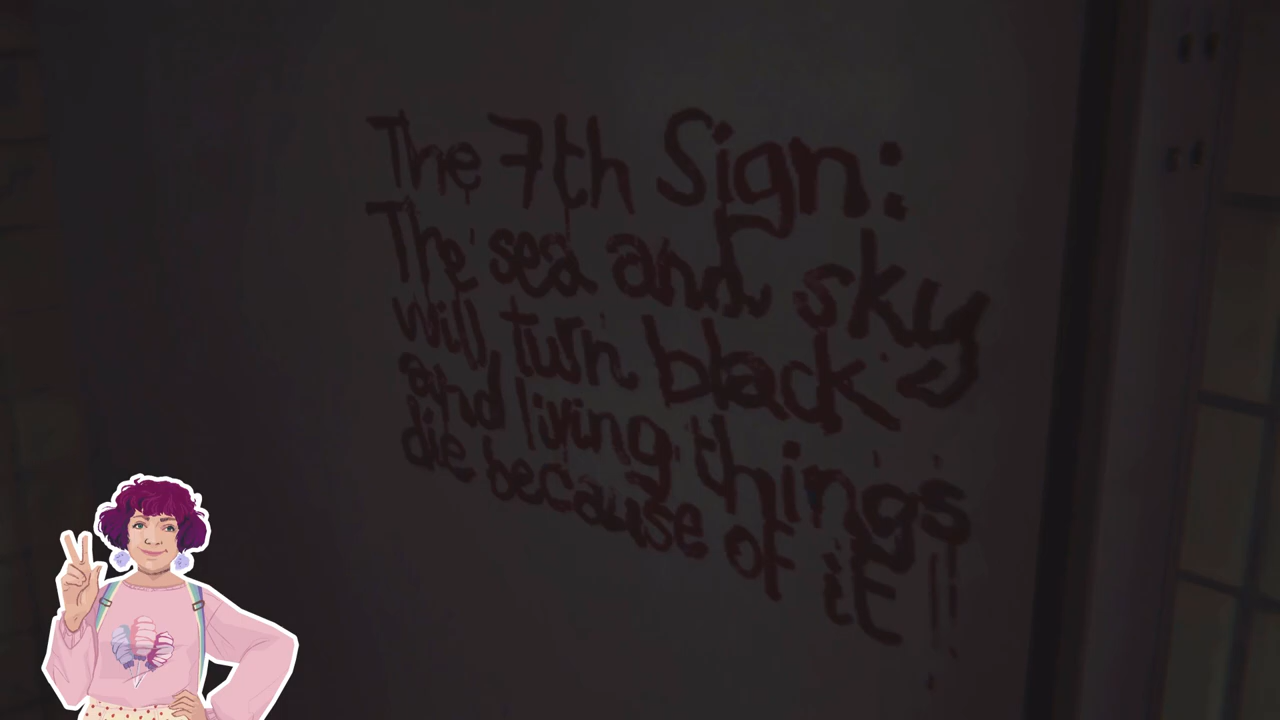 The 7th Sign:
The sea and sky
will turn black
and living things
die because of it!!